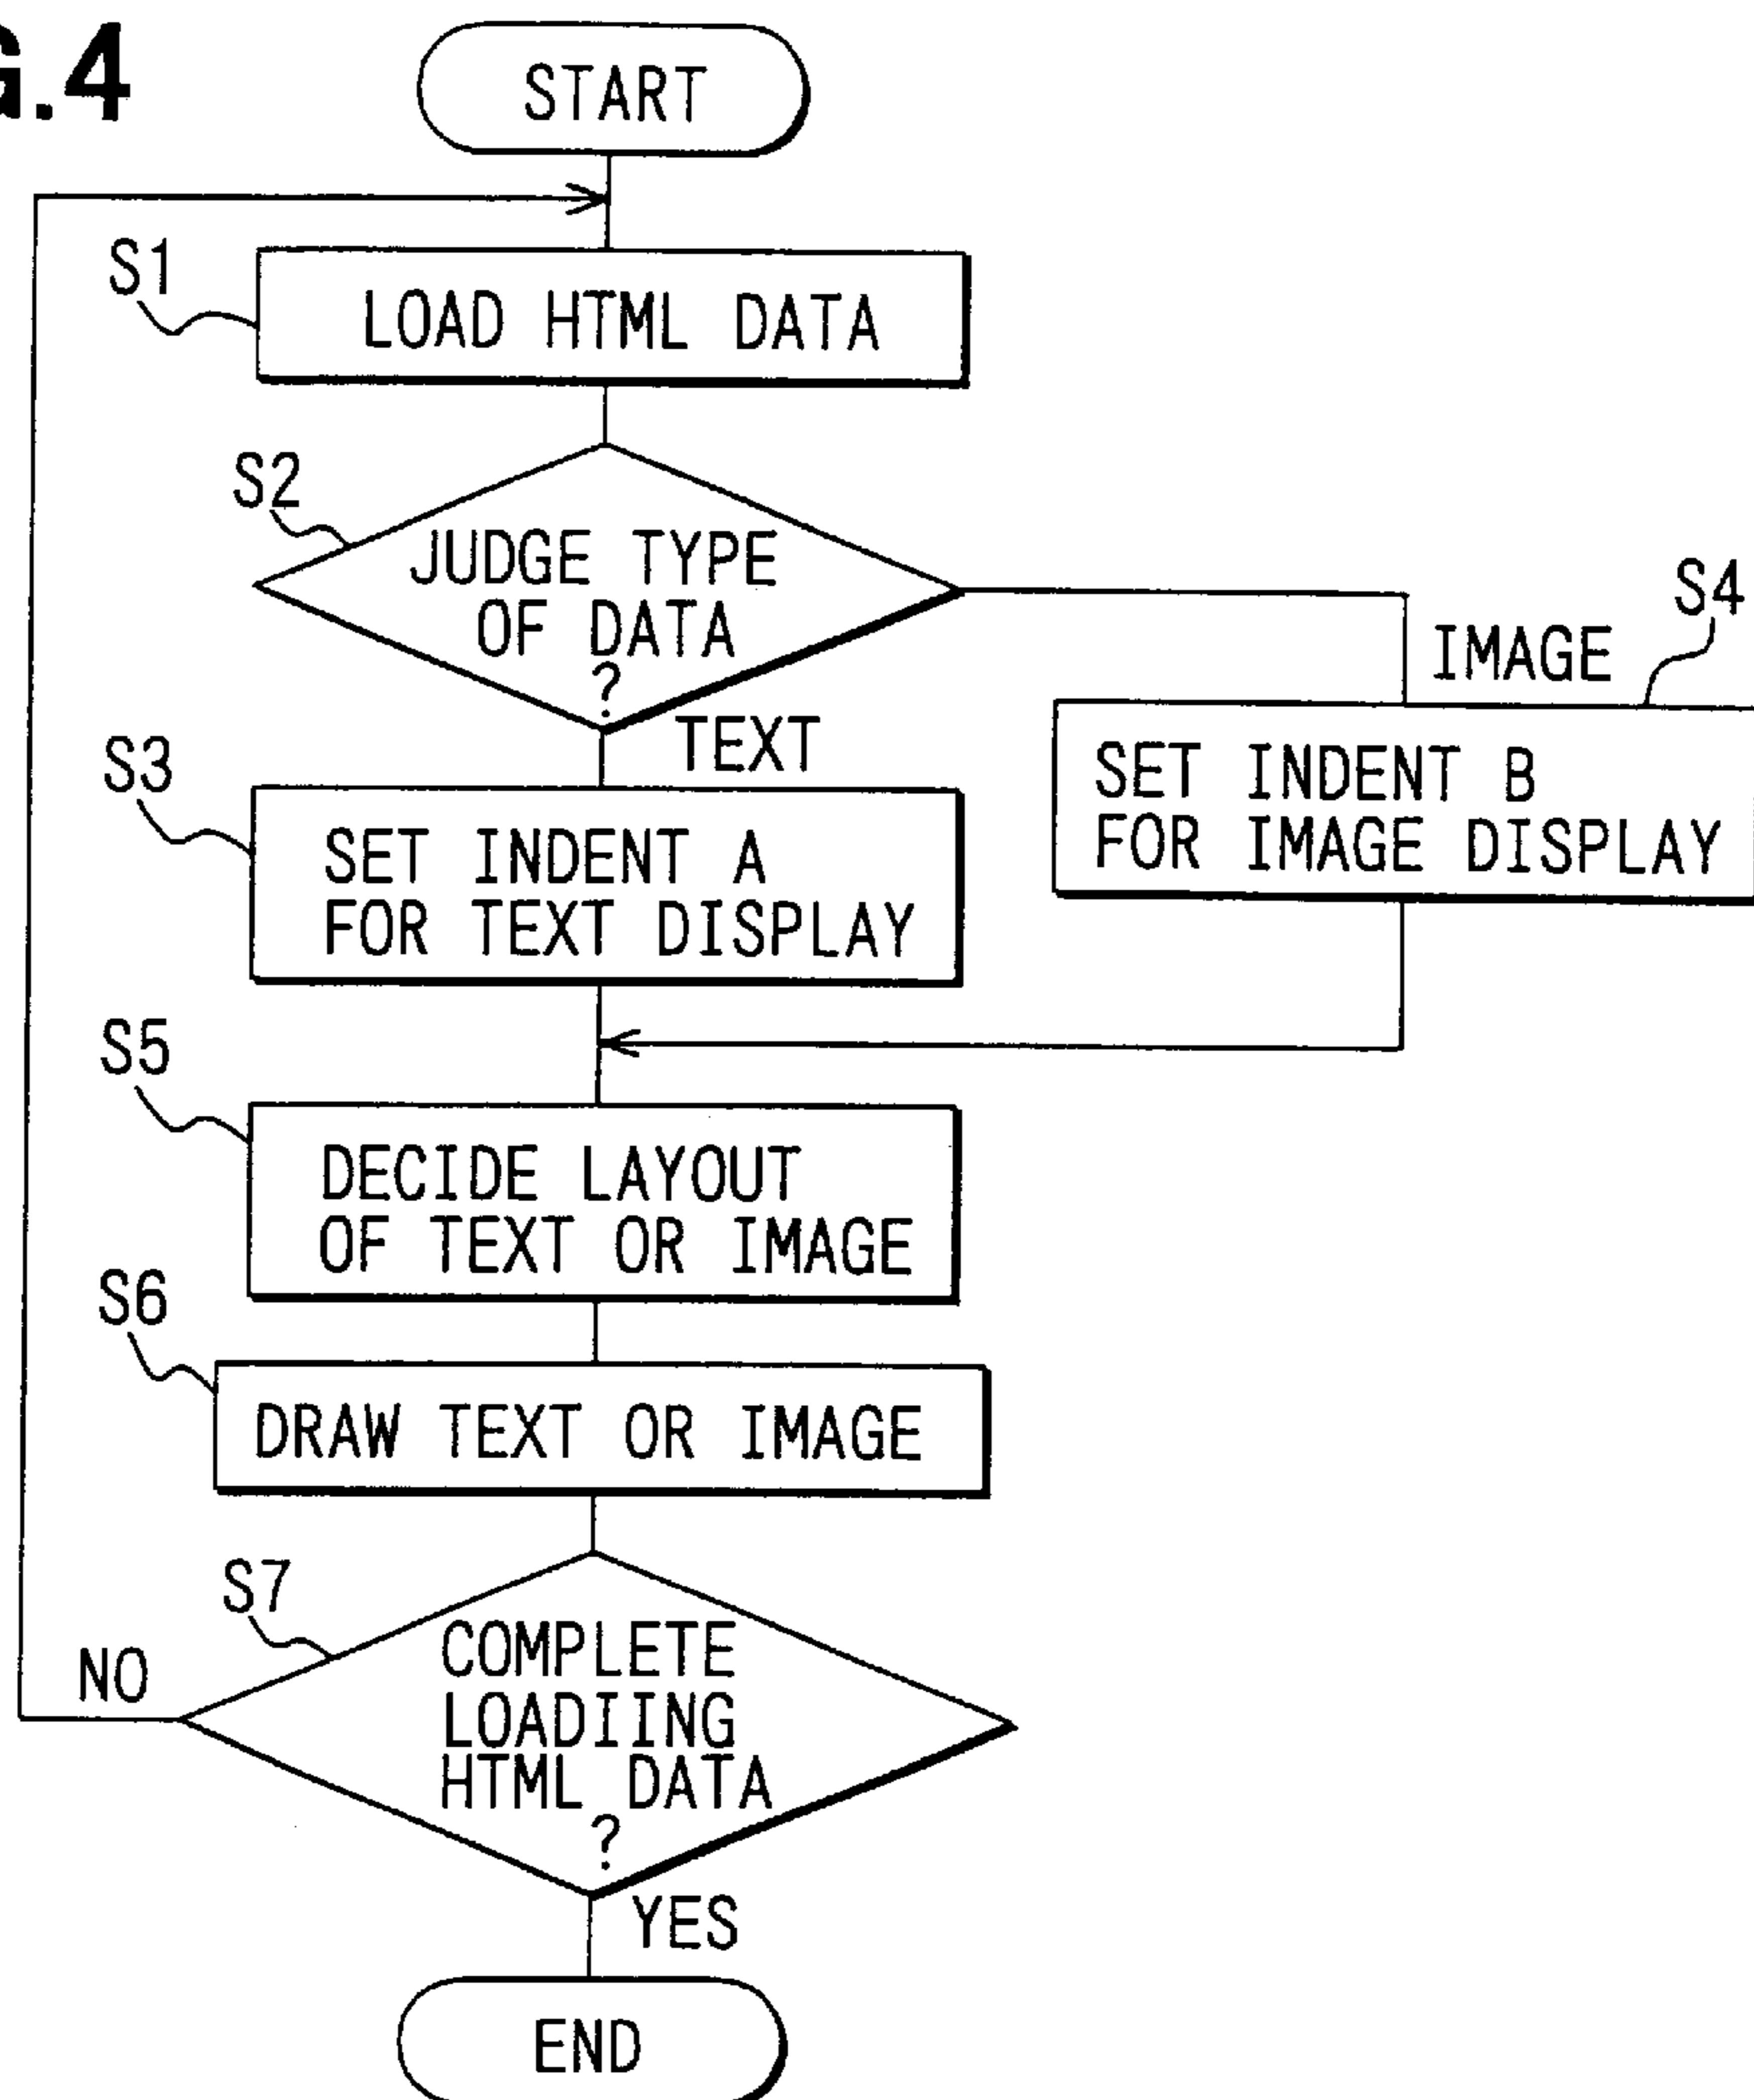 G.4
START
S1
LOAD HTML DATA
S2
JUDGE TYPE
OF DATA
?
TEXT
IMAGE
S4
SET INDENT B
FOR IMAGE DISPLAY
S3
SET INDENT A
FOR TEXT DISPLAY
S5
DECIDE LAYOUT
OF TEXT OR IMAGE
S6
DRAW TEXT OR IMAGE
S7
COMPLETE
LOADIING
HTML DATA
?
NO
YES
END